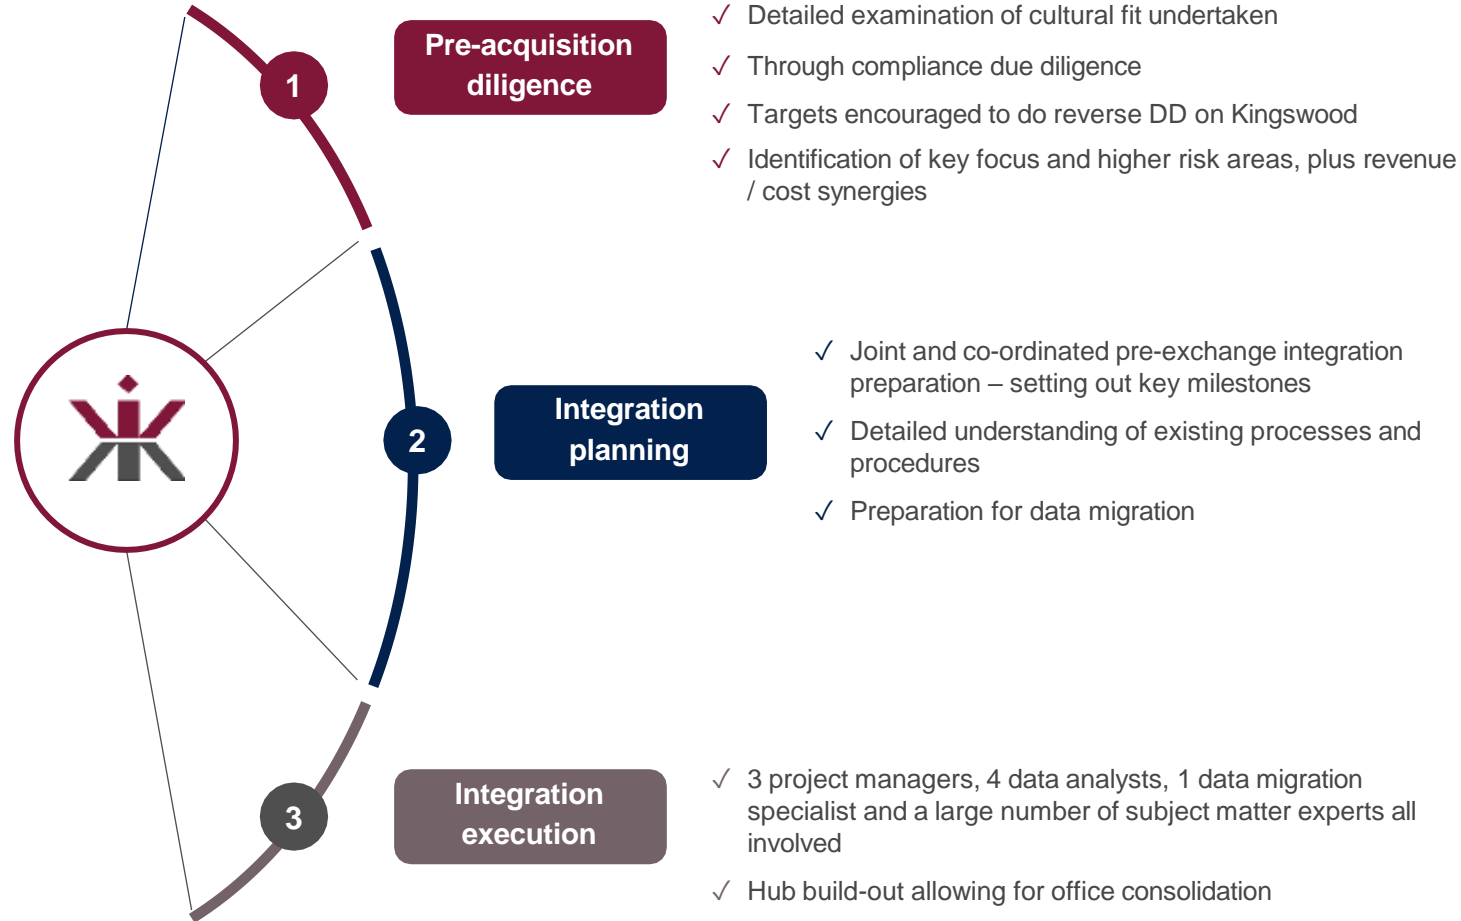 1
Pre-acquisition
diligence
✓ Detailed examination of cultural fit undertaken
✓ Through compliance due diligence
✓ Targets encouraged to do reverse DD on Kingswood
✓ Identification of key focus and higher risk areas, plus revenue
/ cost synergies
2
Integration
planning
✓ Joint and co-ordinated pre-exchange integration
preparation – setting out key milestones
✓ Detailed understanding of existing processes and
procedures
✓ Preparation for data migration
3
Integration
execution
✓ 3 project managers, 4 data analysts, 1 data migration
specialist and a large number of subject matter experts all
involved
✓ Hub build-out allowing for office consolidation